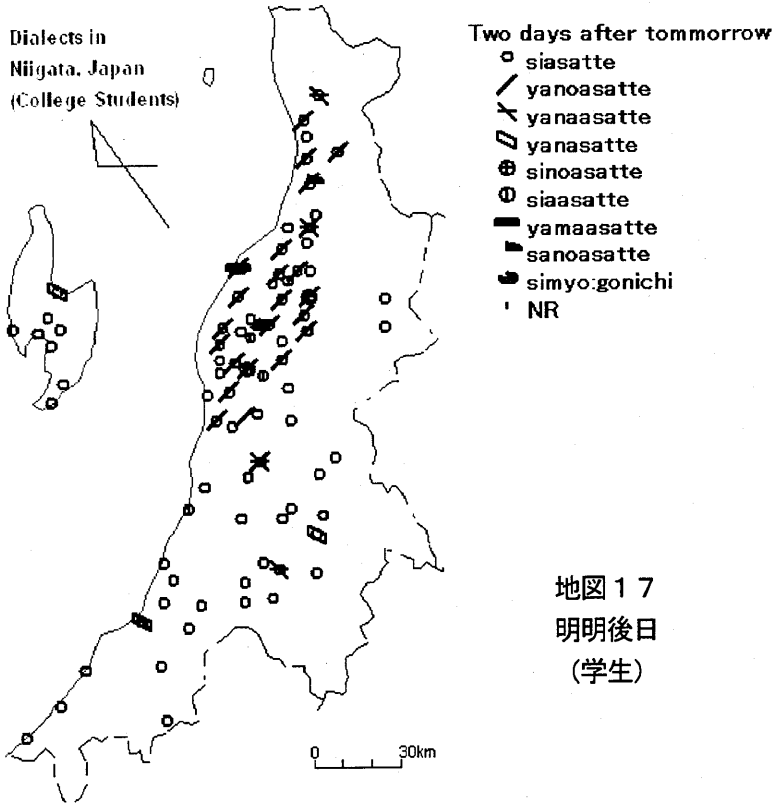 Dialects in
Niigata, Japan
(College Students)
Two days after tommorrow
siasatte
yanoasatte
yanaasatte
yanasatte
sinoasatte
siaasatte
yamaasatte
sanoasatte
simyo:gonichi
NR
地図17
明明後日
(学生)
0 30km